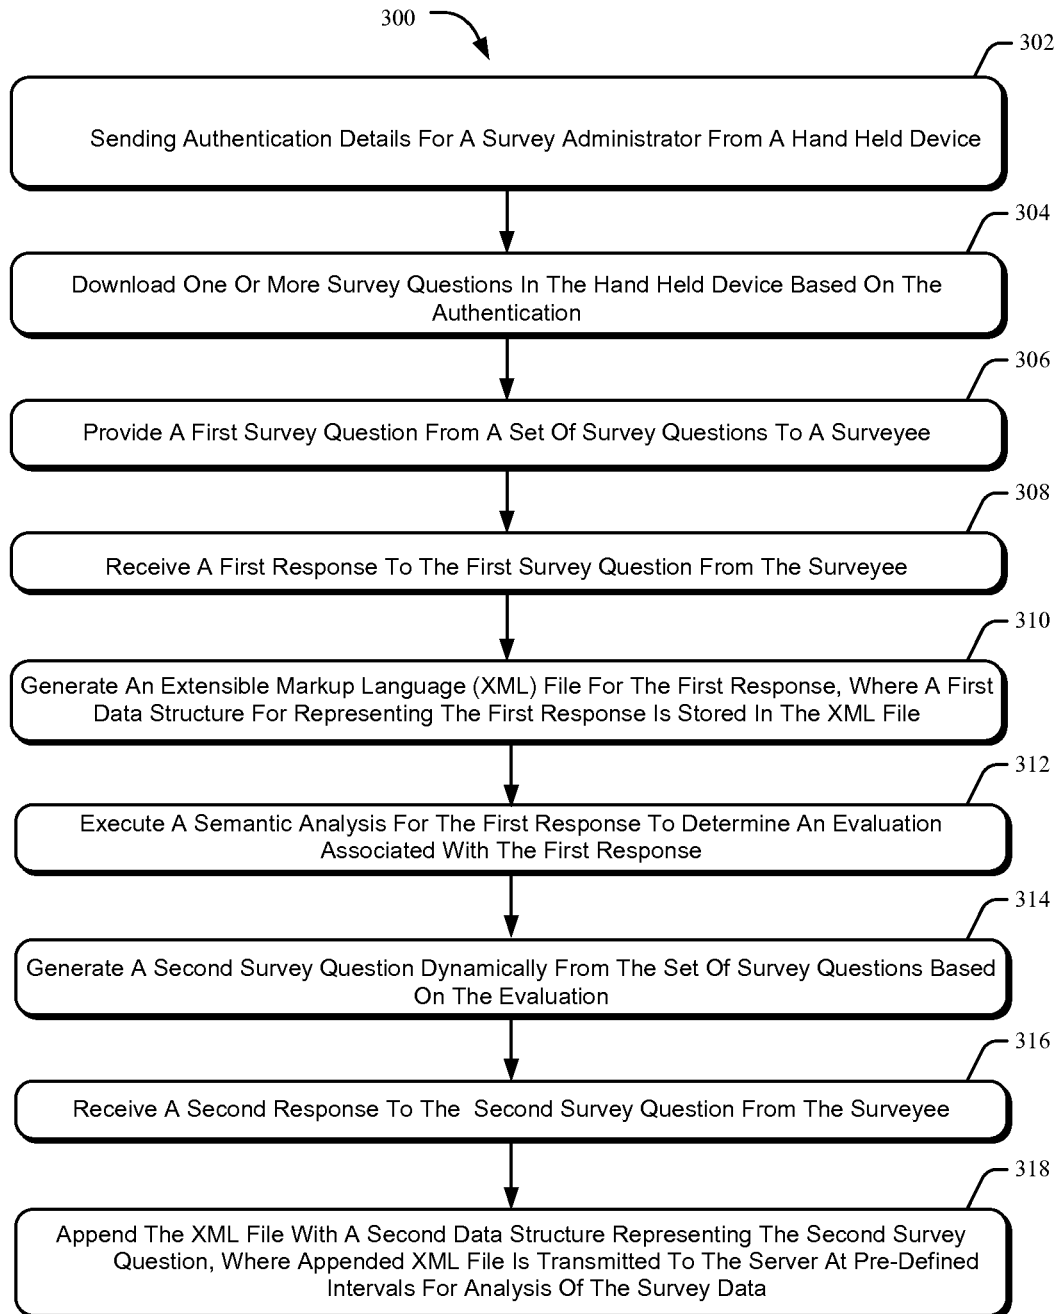 300
302
Sending Authentication Details For A Survey Administrator From A Hand Held Device
304
Download One Or More Survey Questions In The Hand Held Device Based On The
Authentication
306
Provide A First Survey Question From A Set Of Survey Questions To A Surveyee
308
Receive A First Response To The First Survey Question From The Surveyee
310
Generate An Extensible Markup Language (XML) File For The First Response, Where A First
Data Structure For Representing The First Response Is Stored In The XML File
312
Execute A Semantic Analysis For The First Response To Determine An Evaluation
Associated With The First Response
314
Generate A Second Survey Question Dynamically From The Set Of Survey Questions Based
On The Evaluation
316
Receive A Second Response To The Second Survey Question From The Surveyee
318
Append The XML File With A Second Data Structure Representing The Second Survey
Question, Where Appended XML File Is Transmitted To The Server At Pre-Defined
Intervals For Analysis Of The Survey Data